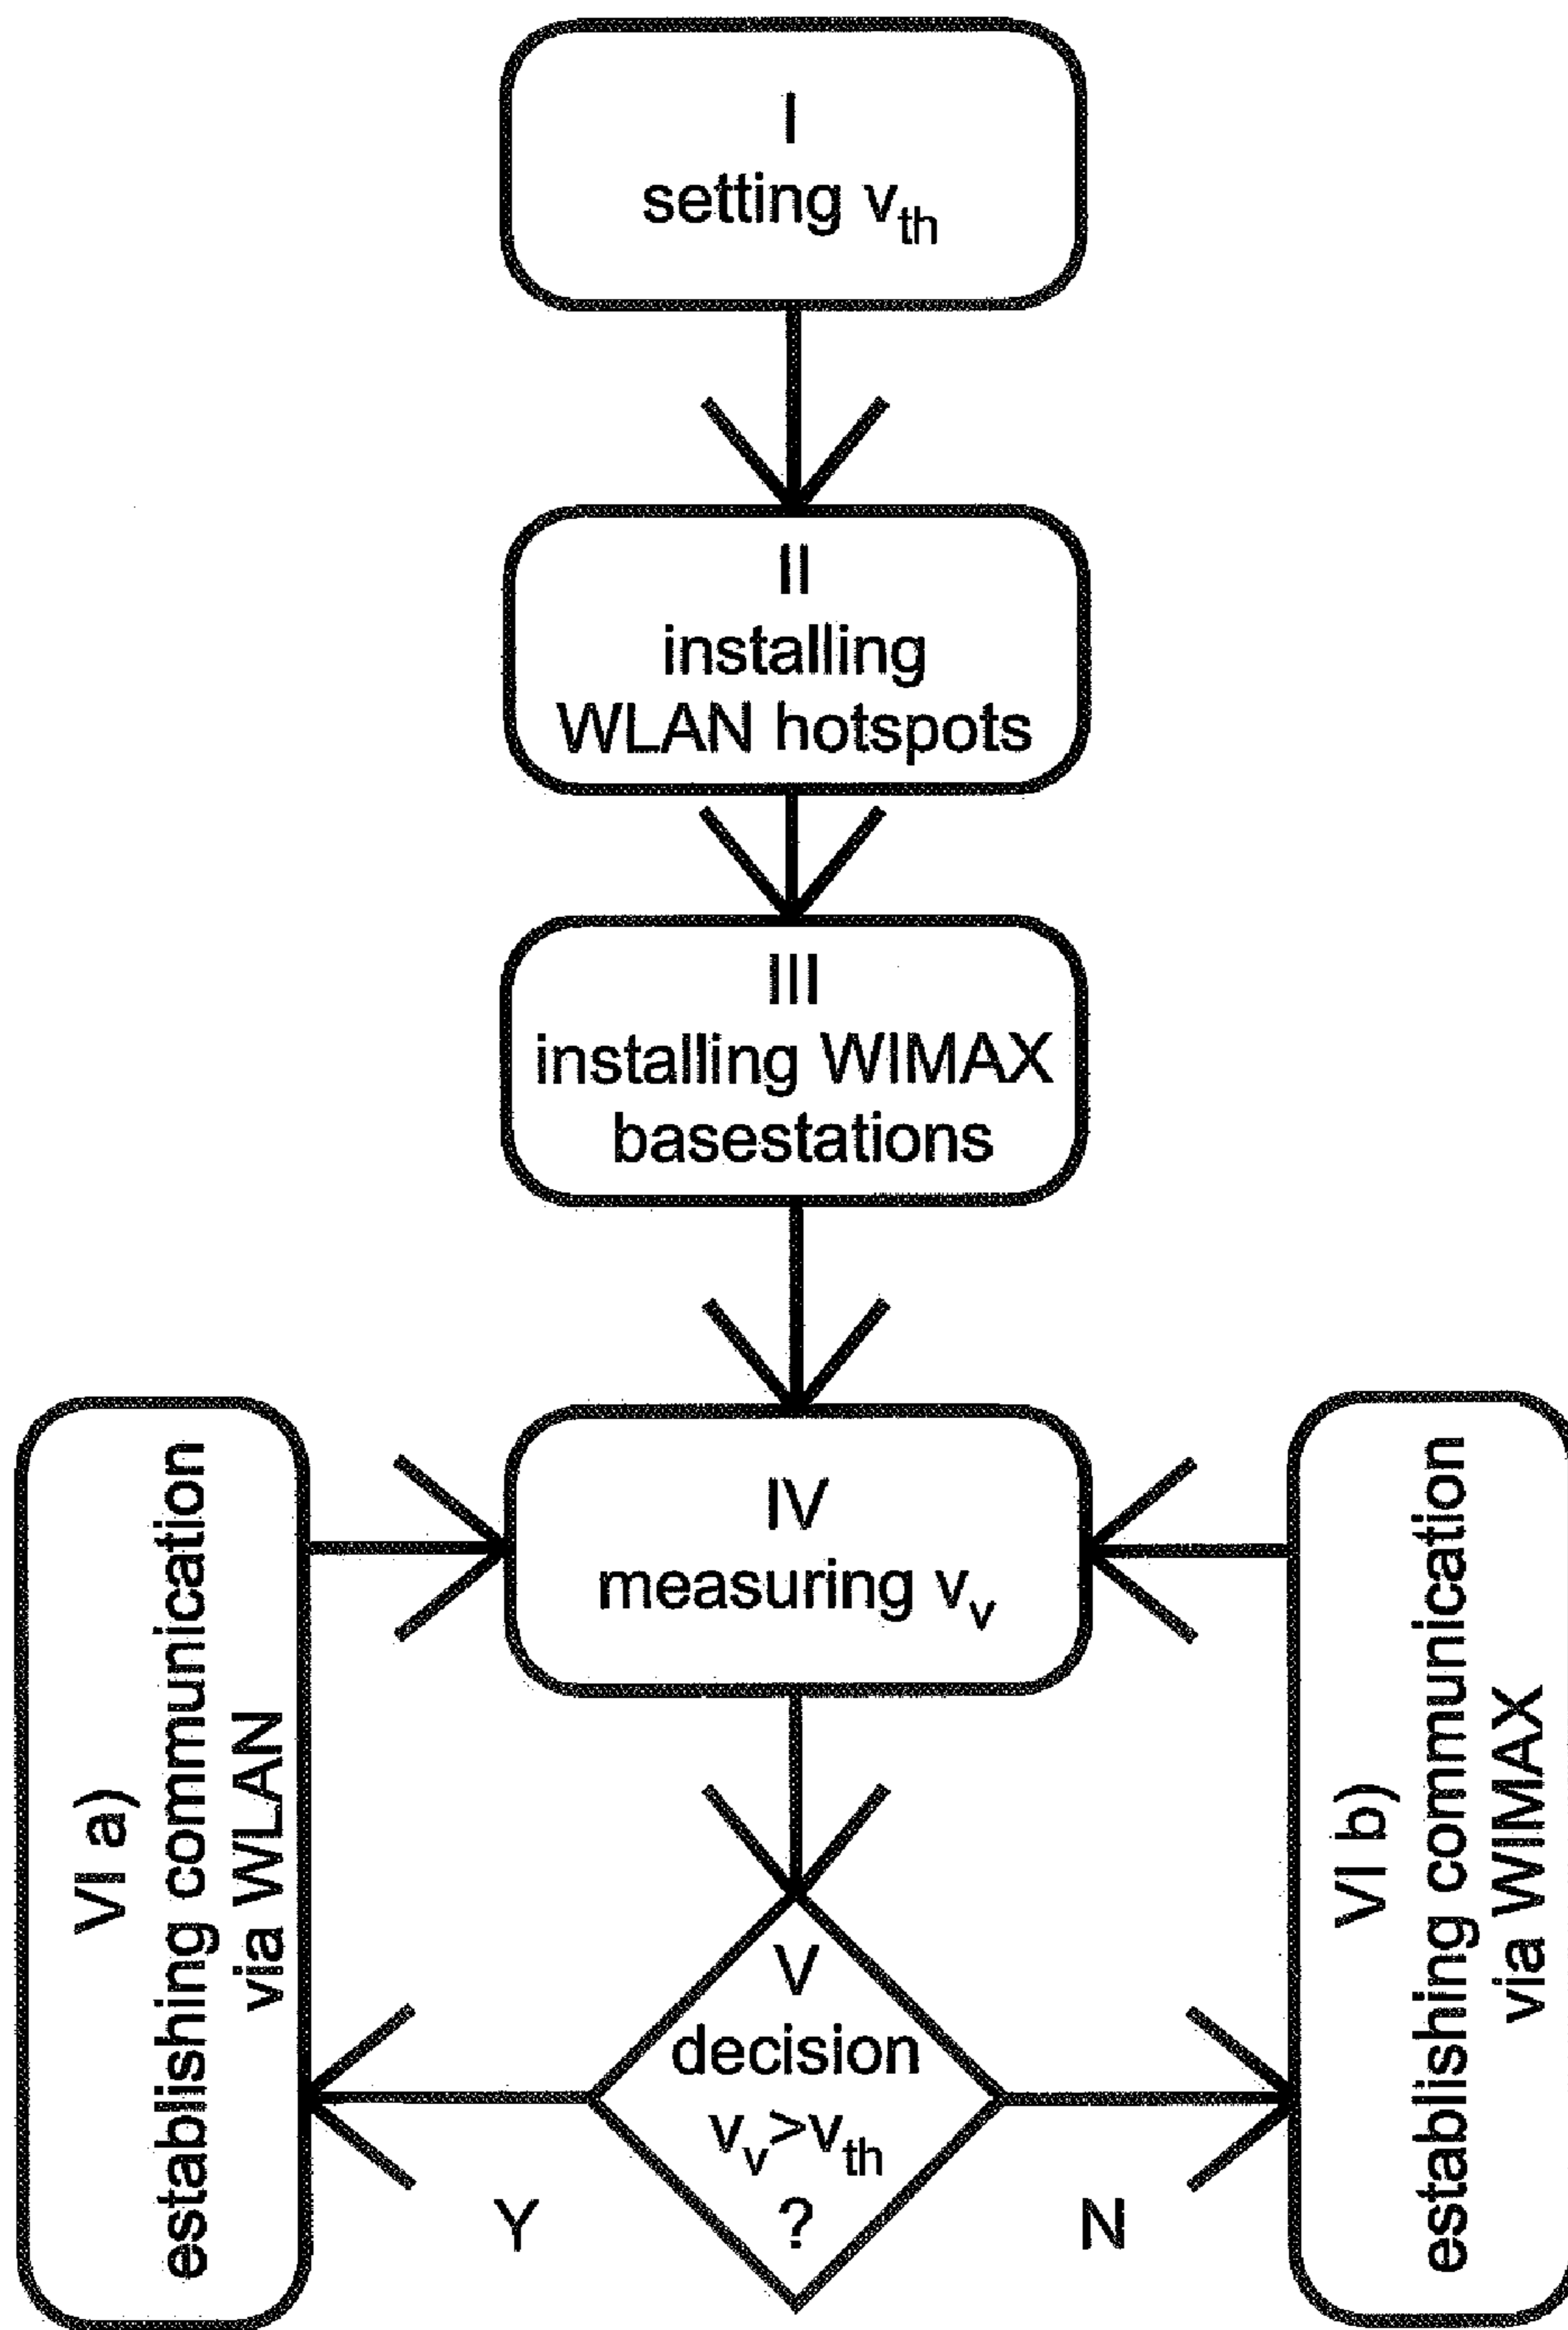 I
setting v_th
II
installing
WLAN hotspots
III
installing WIMAX
basestations
IV
measuring v_v
VI a)
establishing communication
via WLAN
V
decision
v_v>v_th
?
Y
N
VI b)
establishing communication
via WIMAX